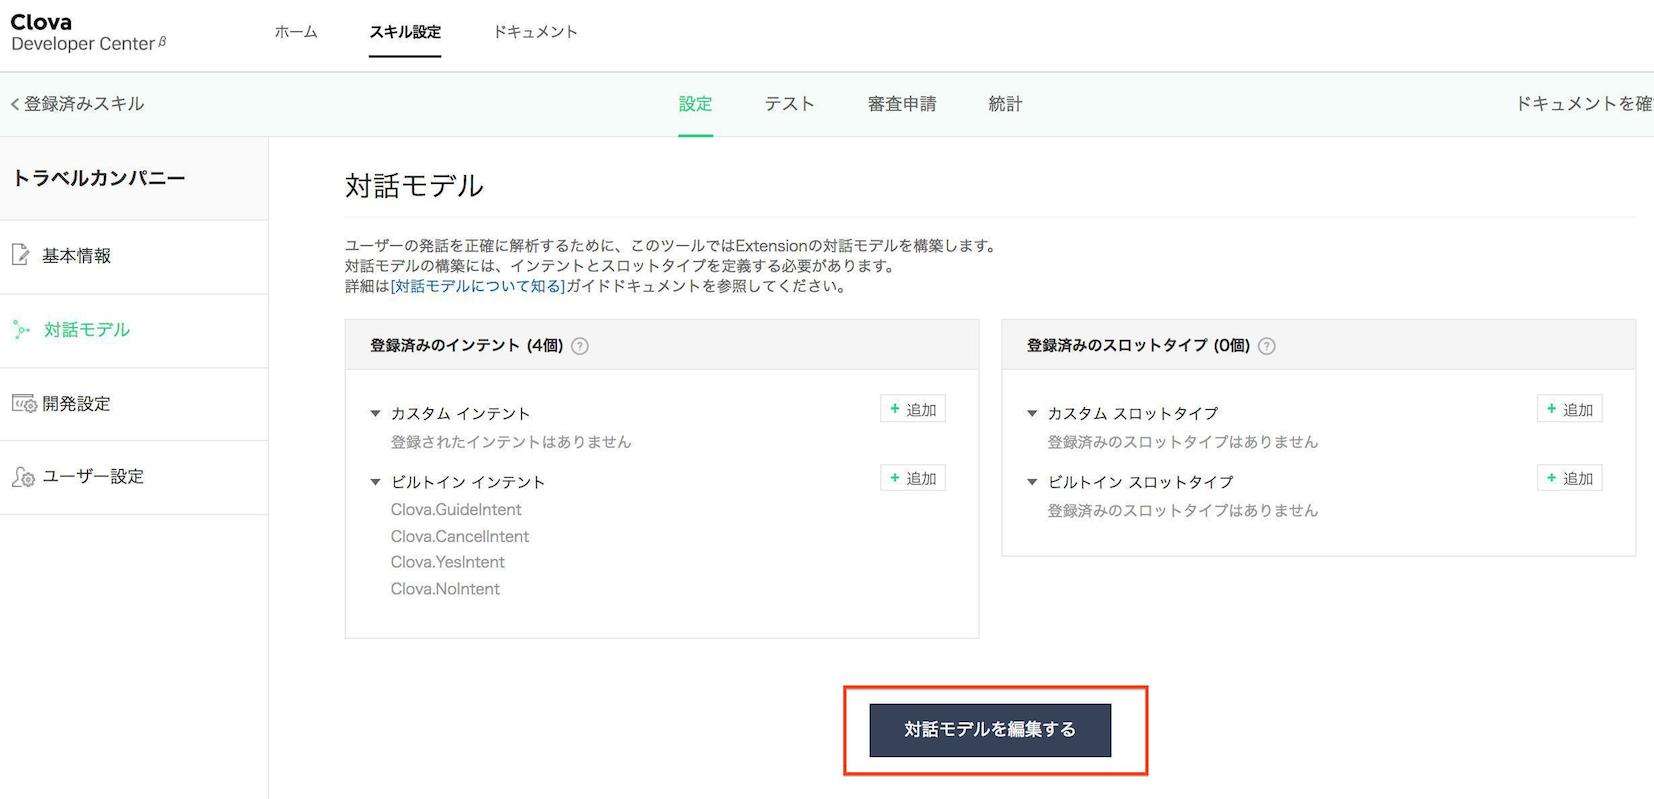 Clova
Developer Center β
ホーム
スキル設定
ドキュメント
登録済みスキル
設定
テスト
審査申請
統計
ドキュメントを確
トラベルカンパニー
基本情報
対話モデル
開発設定
ユーザー設定
対話モデル
ユーザーの発話を正確に解析するために、このツールではExtensionの対話モデルを構築します。
対話モデルの構築には、インテントとスロットタイプを定義する必要があります。
詳細は[対話モデルについて知る]ガイドドキュメントを参照してください。
登録済みのインテント (4個) ?
カスタム インテント
+ 追加
登録されたインテントはありません
ビルトイン インテント
+ 追加
Clova.GuideIntent
Clova.CancelIntent
Clova.YesIntent
Clova.NoIntent
登録済みのスロットタイプ (0個) ?
カスタム スロットタイプ
+ 追加
登録済みのスロットタイプはありません
ビルトイン スロットタイプ
+ 追加
登録済みのスロットタイプはありません
対話モデルを編集する